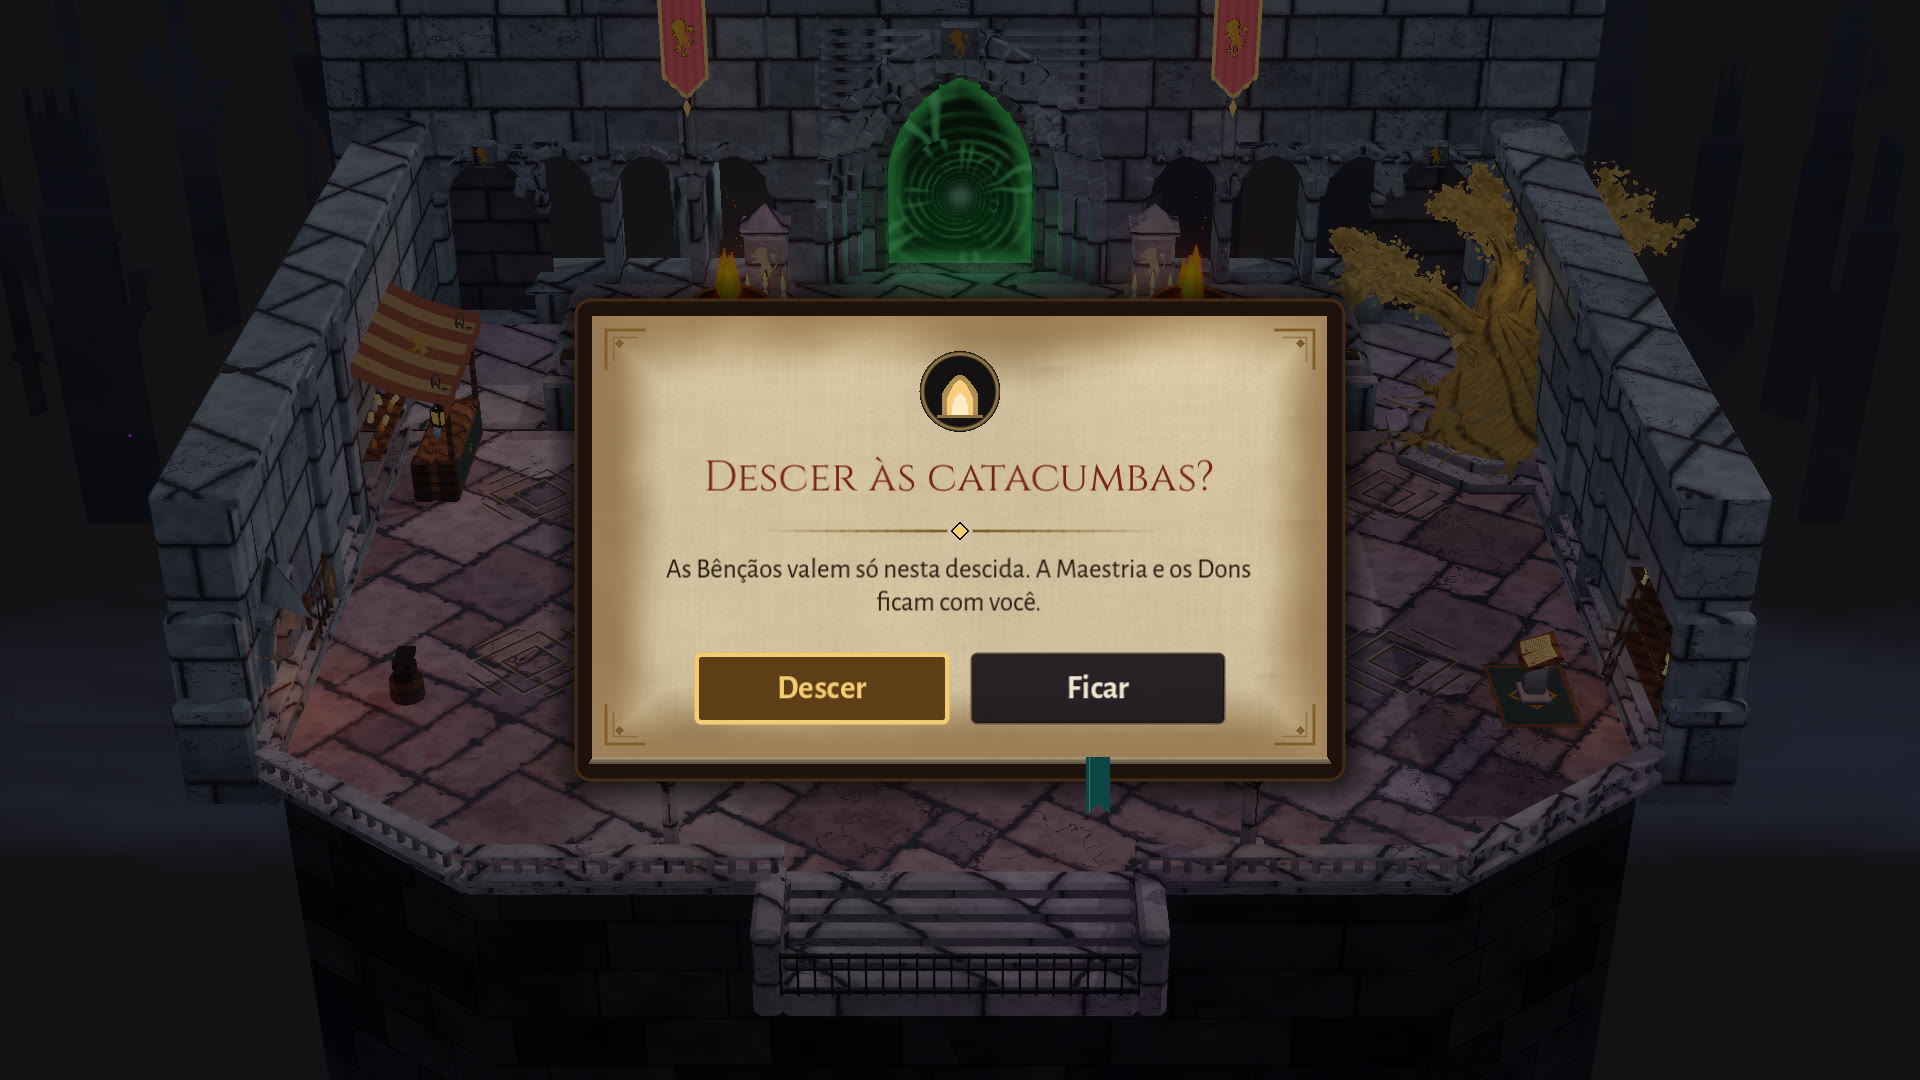 Descer às catacumbas?
As Bênçãos valem só nesta descida. A Maestria e os Dons
ficam com você.
Descer
Ficar